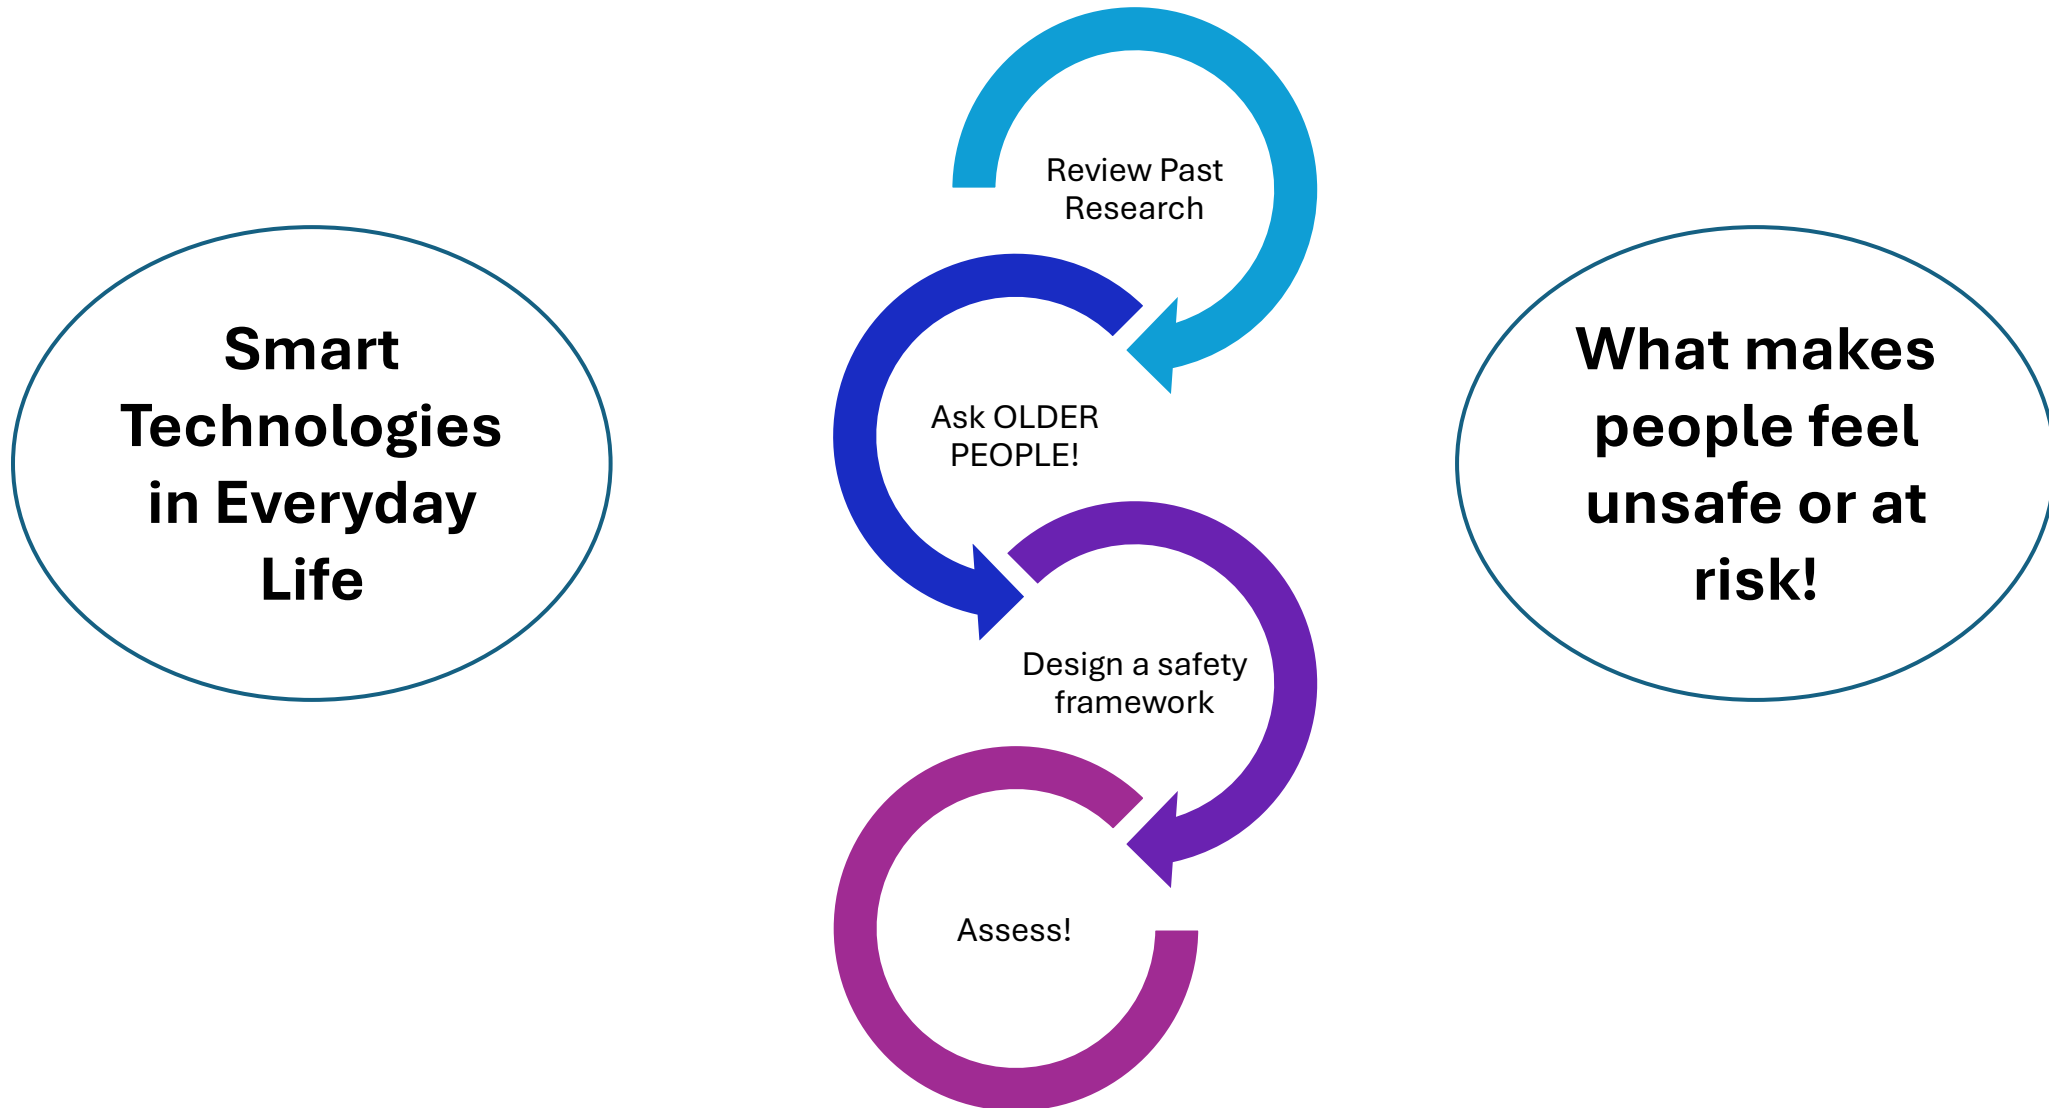 Smart
Technologies
in Everyday
Life
Review Past
Research
Ask OLDER
PEOPLE!
Design a safety
framework
Assess!
What makes
people feel
unsafe or at
risk!